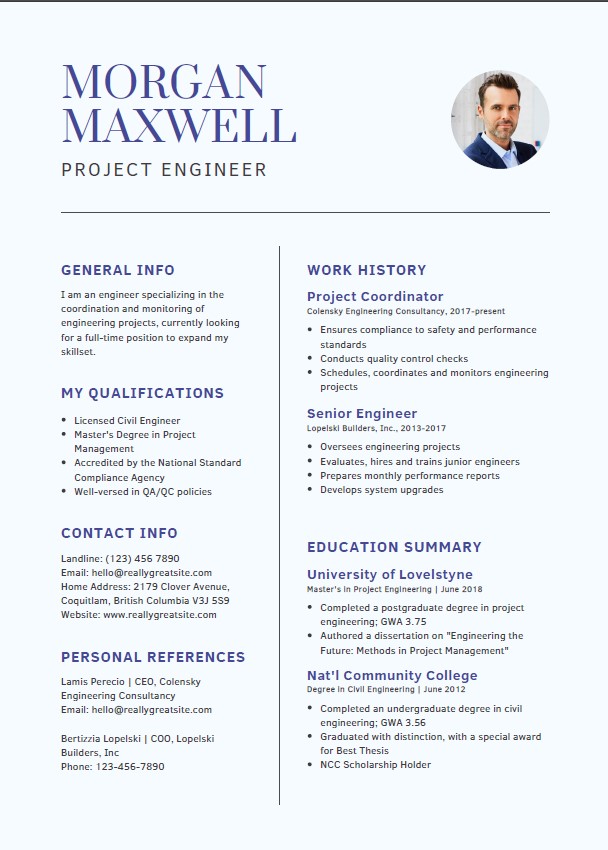 MORGAN
MAXWELL
PROJECT ENGINEER
GENERAL INFO
I am an engineer specializing in the
coordination and monitoring of
engineering projects, currently looking
for a full-time position to expand my
skillset.
MY QUALIFICATIONS
• Licensed Civil Engineer
• Master's Degree in Project
Management
• Accredited by the National Standard
Compliance Agency
• Well-versed in QA/QC policies
CONTACT INFO
Landline: (123) 456 7890
Email: hello@reallygreatsite.com
Home Address: 2179 Clover Avenue,
Coquitlam, British Columbia V3J 5S9
Website: www.reallygreatsite.com
PERSONAL REFERENCES
Lamis Perecio | CEO, Colensky
Engineering Consultancy
Email: hello@reallygreatsite.com
Bertizzia Lopelski | COO, Lopelski
Builders, Inc
Phone: 123-456-7890
WORK HISTORY
Project Coordinator
Colensky Engineering Consultancy, 2017-present
• Ensures compliance to safety and performance
standards
• Conducts quality control checks
• Schedules, coordinates and monitors engineering
projects
Senior Engineer
Lopelski Builders, Inc., 2013-2017
• Oversees engineering projects
• Evaluates, hires and trains junior engineers
• Prepares monthly performance reports
• Develops system upgrades
EDUCATION SUMMARY
University of Lovelstyne
Master's in Project Engineering | June 2018
• Completed a postgraduate degree in project
engineering; GWA 3.75
• Authored a dissertation on "Engineering the
Future: Methods in Project Management"
Nat'l Community College
Degree in Civil Engineering | June 2012
• Completed an undergraduate degree in civil
engineering; GWA 3.56
• Graduated with distinction, with a special award
for Best Thesis
• NCC Scholarship Holder